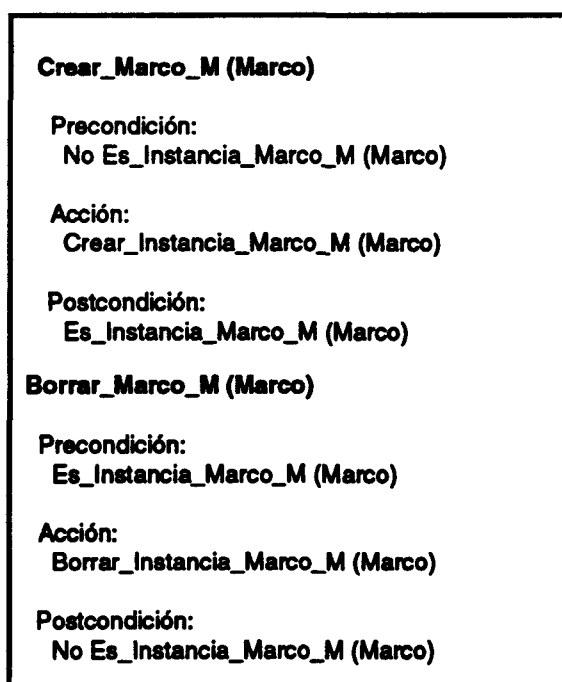 Crear_Marco_M (Marco)
Precondición:
No Es_Instancia_Marco_M (Marco)
Acción:
Crear_Instancia_Marco_M (Marco)
Postcondición:
Es_Instancia_Marco_M (Marco)
Borrar_Marco_M (Marco)
Precondición:
Es_Instancia_Marco_M (Marco)
Acción:
Borrar_Instancia_Marco_M (Marco)
Postcondición:
No Es_Instancia_Marco_M (Marco)